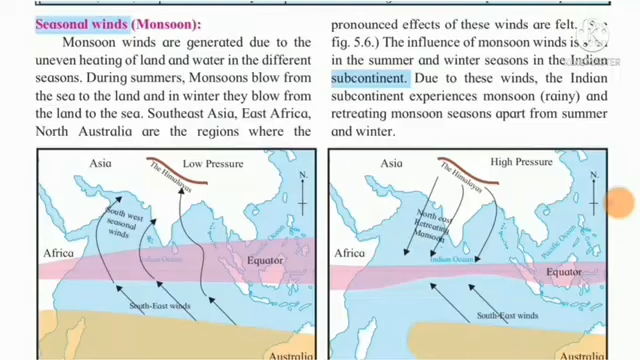 Seasonal winds (Monsoon):
Monsoon winds are generated due to the
uneven heating of land and water in the different
seasons. During summers, Monsoons blow from
the sea to the land and in winter they blow from
the land to the sea. Southeast Asia, East Africa,
North Australia are the regions where the
pronounced effects of these winds are felt.
fig. 5.6.) The influence of monsoon winds is
in the summer and winter seasons in the Indian
subcontinent. Due to these winds, the Indian
subcontinent experiences monsoon (rainy) and
retreating monsoon seasons apart from summer
and winter.
Asia
The Himalayas
Low Pressure
N.
South west
seasonal
winds
Africa
Indian Ocean
Equator
South-East winds
Australia
Asia
The Himalayas
High Pressure
N.
North east
Retreating
Monsoon
Pacific Ocean
Africa
Indian Ocean
Equator
South-East winds
Australia
KINEMASTER